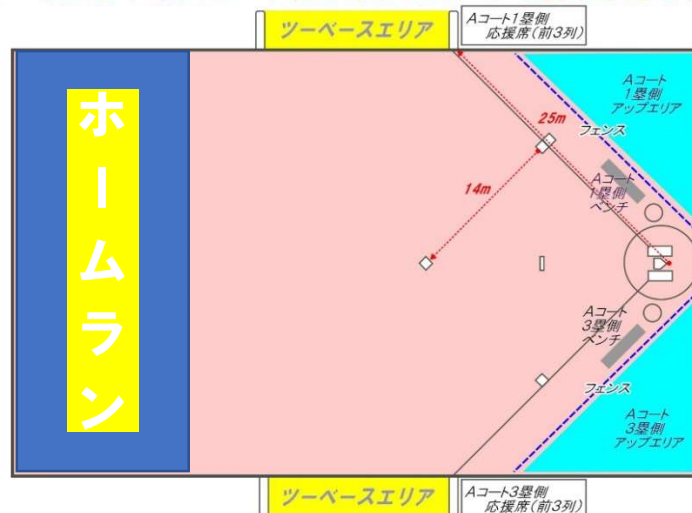 ツーベースエリア
Aコート1塁側
応援席(前3列)
Aコート
1塁側
アップエリア
ホームラン
25m
フェンス
14m
Aコート
1塁側
ベンチ
Aコート
3塁側
ベンチ
フェンス
Aコート
3塁側
アップエリア
ツーベースエリア
Aコート3塁側
応援席(前3列)